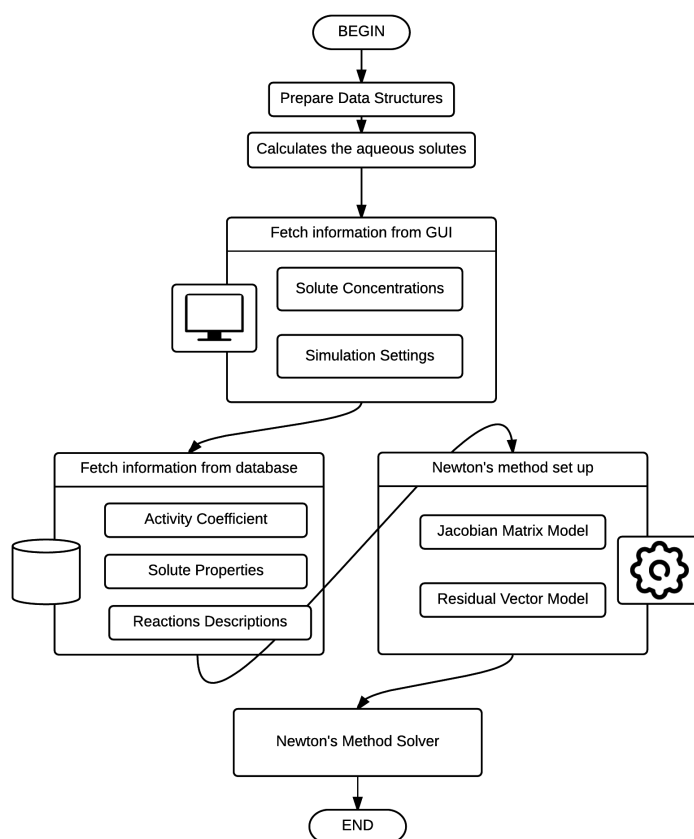 BEGIN
Prepare Data Structures
Calculates the aqueous solutes
Fetch information from GUI
Solute Concentrations
Simulation Settings
Fetch information from database
Activity Coefficient
Solute Properties
Reactions Descriptions
Newton's method set up
Jacobian Matrix Model
Residual Vector Model
Newton's Method Solver
END